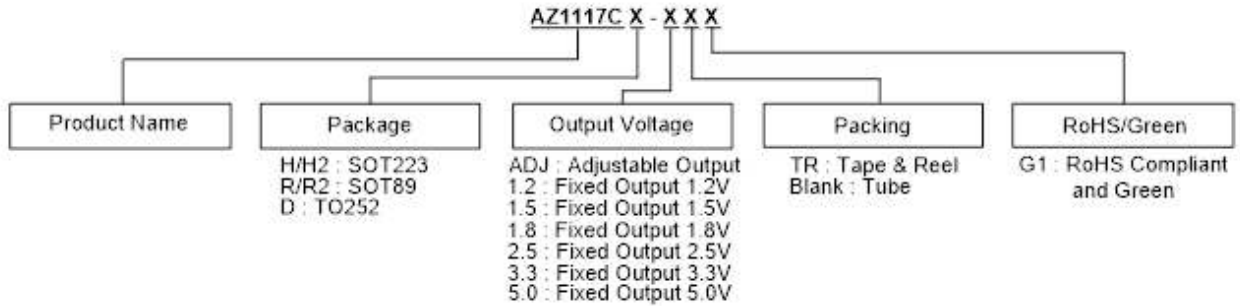 AZ1117C X - X X X
Product Name
Package
Output Voltage
Packing
RoHS/Green
H/H2 : SOT223
R/R2 : SOT89
D : TO252
ADJ : Adjustable Output
1.2 : Fixed Output 1.2V
1.5 : Fixed Output 1.5V
1.8 : Fixed Output 1.8V
2.5 : Fixed Output 2.5V
3.3 : Fixed Output 3.3V
5.0 : Fixed Output 5.0V
TR : Tape & Reel
Blank : Tube
G1 : RoHS Compliant
and Green